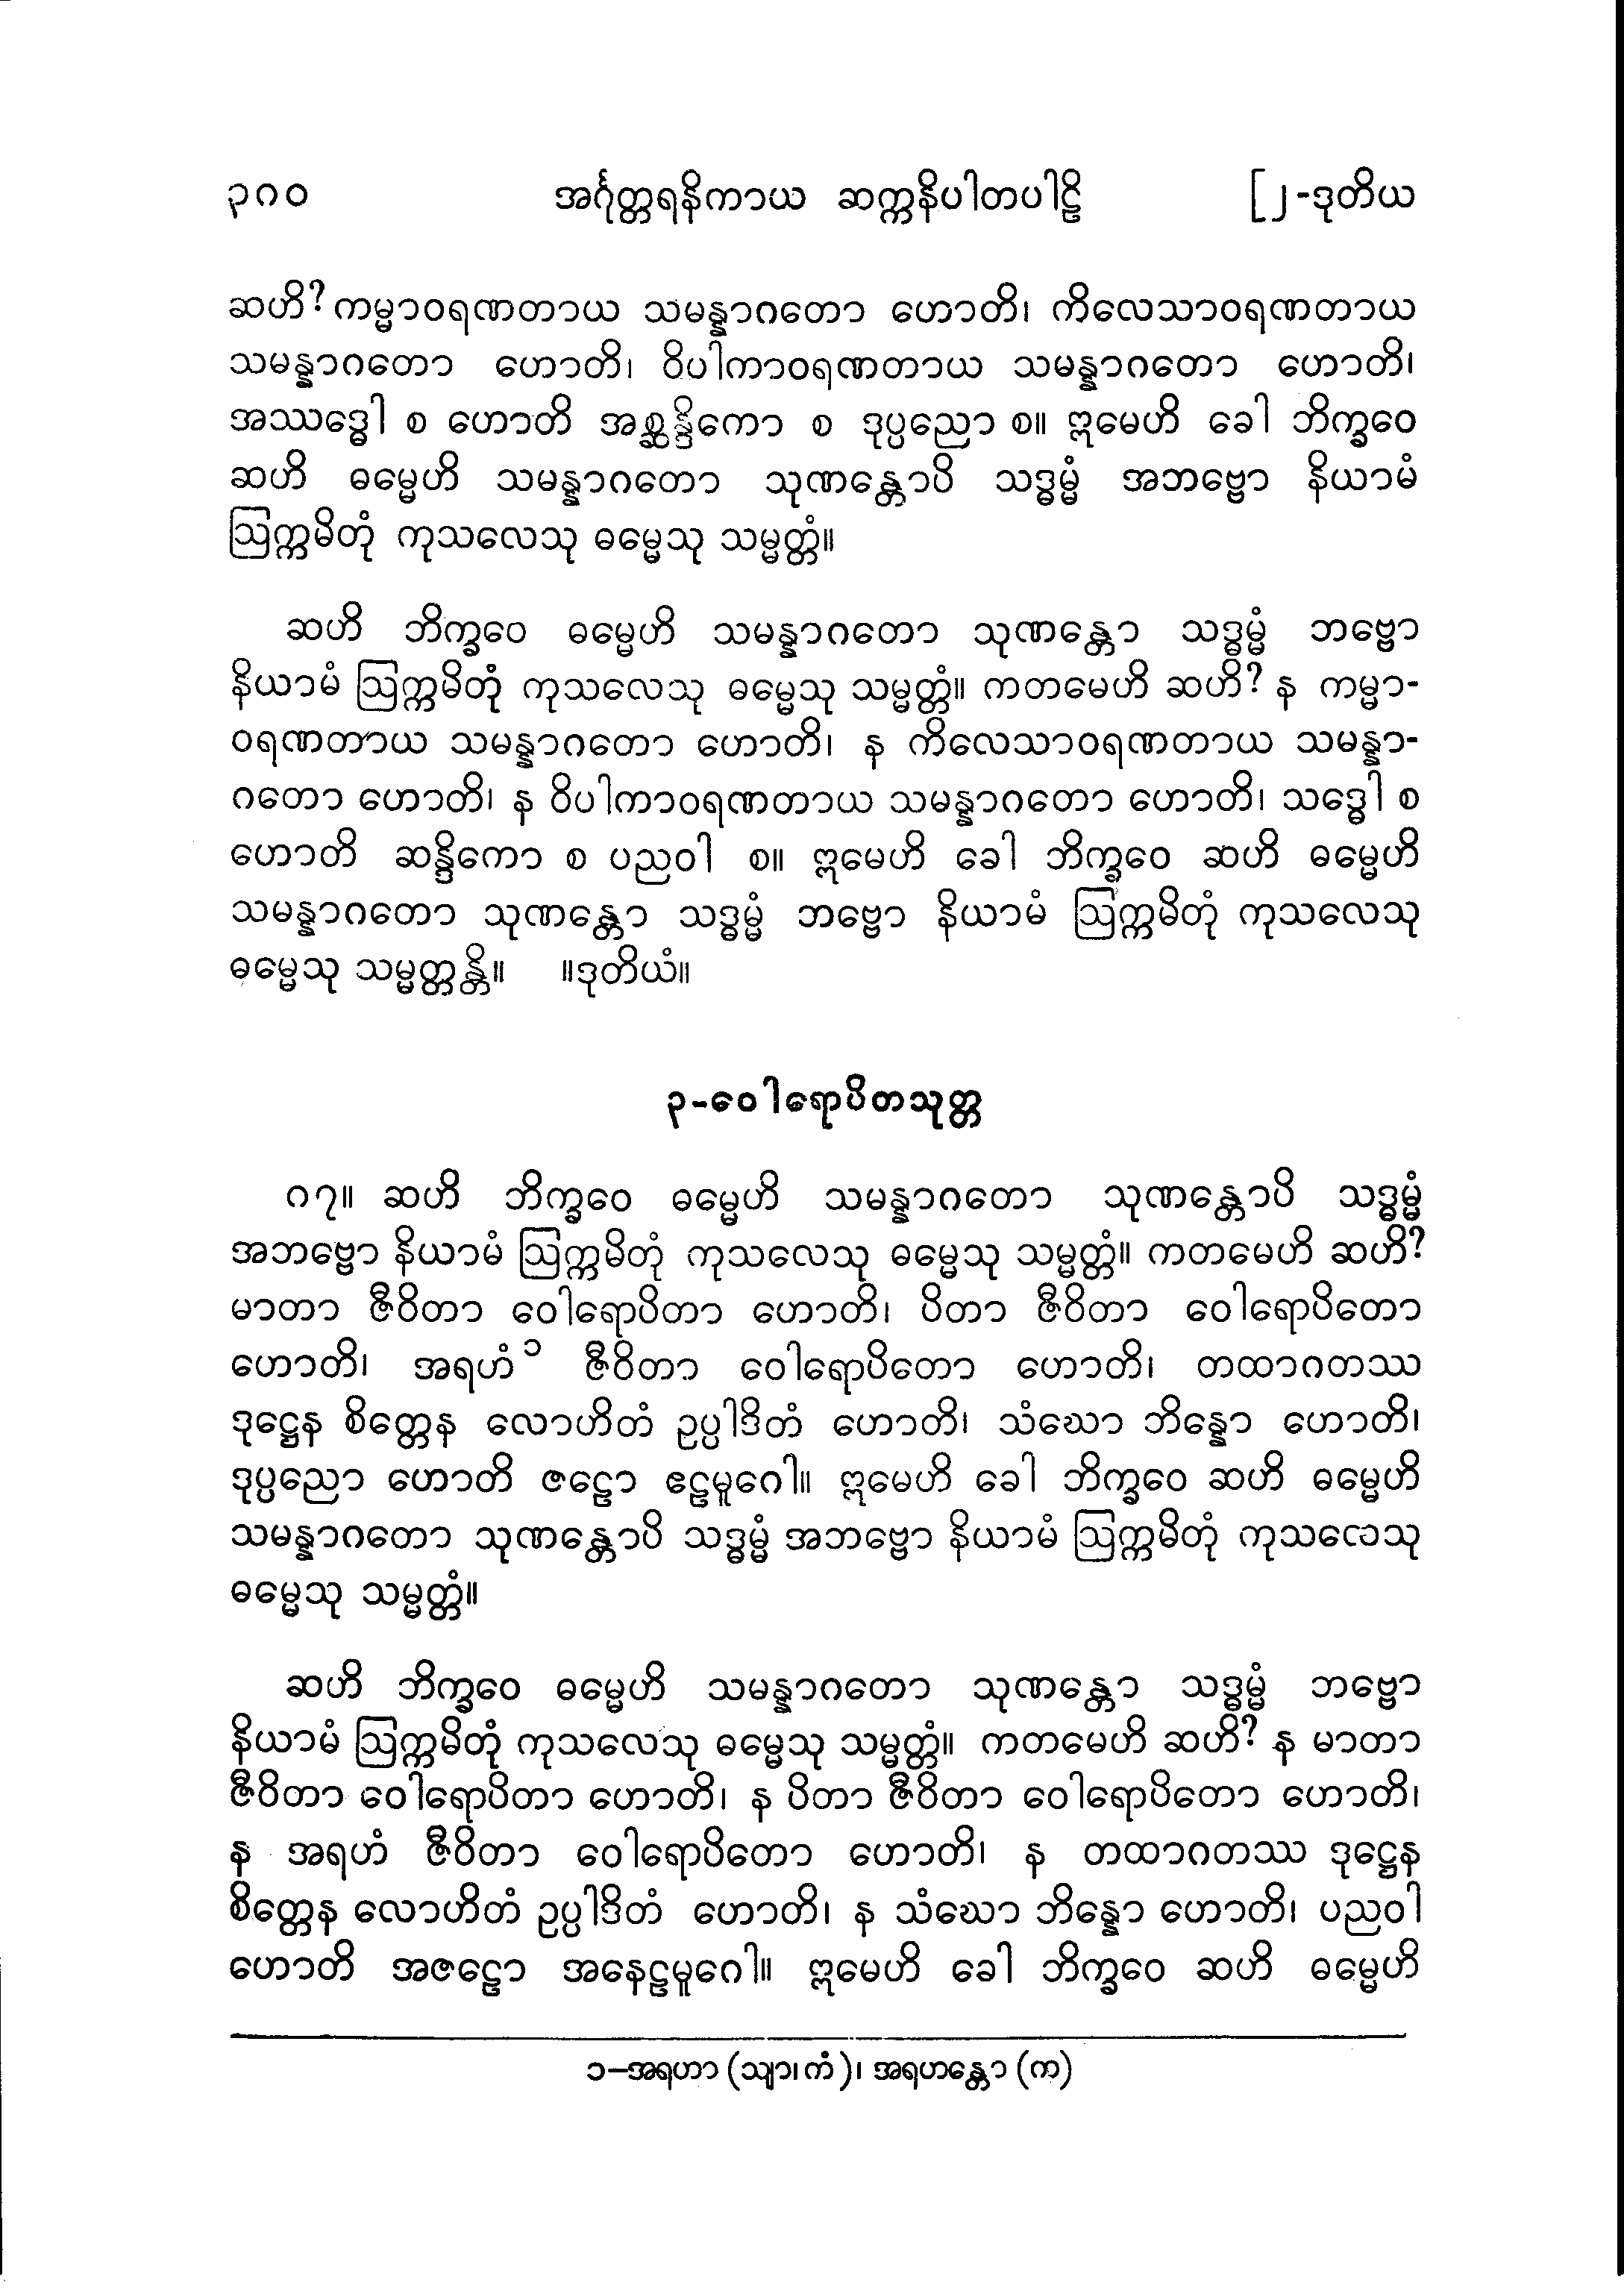 ၃၈၀ အင်္ဂုတ္တရနိကာယ ဆက္ကနိပါတပါဠိ [၂-ဒုတိယ
ဆဟိ? ကမ္မာဝရဏတာယ သမန္နာဂတော ဟောတိ၊ ကိလေသာဝရဏတာယ
သမန္နာဂတော ဟောတိ၊ ဝိပါကာဝရဏတာယ သမန္နာဂတော ဟောတိ၊
အဿဒ္ဓေါ စ ဟောတိ အစ္ဆန္ဒိကော စ ဒုပ္ပညော စ။ ဣမေဟိ ခေါ ဘိက္ခဝေ
ဆဟိ ဓမ္မေဟိ သမန္နာဂတော သုဏန္တောပိ သဒ္ဓမ္မံ အဘဗ္ဗော နိယာမံ
ဩက္ကမိတုံ ကုသလေသု ဓမ္မေသု သမ္မတ္တံ။
ဆဟိ ဘိက္ခဝေ ဓမ္မေဟိ သမန္နာဂတော သုဏန္တော သဒ္ဓမ္မံ ဘဗ္ဗော
နိယာမံ ဩက္ကမိတုံ ကုသလေသု ဓမ္မေသု သမ္မတ္တံ။ ကတမေဟိ ဆဟိ? န ကမ္မာ-
ဝရဏတာယ သမန္နာဂတော ဟောတိ၊ န ကိလေသာဝရဏတာယ သမန္နာ-
ဂတော ဟောတိ၊ န ဝိပါကာဝရဏတာယ သမန္နာဂတော ဟောတိ၊ သဒ္ဓေါ စ
ဟောတိ ဆန္ဒိကော စ ပညဝါ စ။ ဣမေဟိ ခေါ ဘိက္ခဝေ ဆဟိ ဓမ္မေဟိ
သမန္နာဂတော သုဏန္တော သဒ္ဓမ္မံ ဘဗ္ဗော နိယာမံ ဩက္ကမိတုံ ကုသလေသု
ဓမ္မေသု သမ္မတ္တန္တိ။ ။ဒုတိယံ။
၃-ဝေါရောပိတသုတ္တ
၈၇။ ဆဟိ ဘိက္ခဝေ ဓမ္မေဟိ သမန္နာဂတော သုဏန္တောပိ သဒ္ဓမ္မံ
အဘဗ္ဗော နိယာမံ ဩက္ကမိတုံ ကုသလေသု ဓမ္မေသု သမ္မတ္တံ။ ကတမေဟိ ဆဟိ?
မာတာ ဇီဝိတာ ဝေါရောပိတာ ဟောတိ၊ ပိတာ ဇီဝိတာ ဝေါရောပိတော
ဟောတိ၊ အရဟံ ၁ ဇီဝိတာ ဝေါရောပိတော ဟောတိ၊ တထာဂတဿ
ဒုဋ္ဌေန စိတ္တေန လောဟိတံ ဥပ္ပါဒိတံ ဟောတိ၊ သံဃော ဘိန္နော ဟောတိ၊
ဒုပ္ပညော ဟောတိ ဇဠော ဧဠမူဂေါ။ ဣမေဟိ ခေါ ဘိက္ခဝေ ဆဟိ ဓမ္မေဟိ
သမန္နာဂတော သုဏန္တောပိ သဒ္ဓမ္မံ အဘဗ္ဗော နိယာမံ ဩက္ကမိတုံ ကုသလေသု
ဓမ္မေသု သမ္မတ္တံ။
ဆဟိ ဘိက္ခဝေ ဓမ္မေဟိ သမန္နာဂတော သုဏန္တော သဒ္ဓမ္မံ ဘဗ္ဗော
နိယာမံ ဩက္ကမိတုံ ကုသလေသု ဓမ္မေသု သမ္မတ္တံ။ ကတမေဟိ ဆဟိ? န မာတာ
ဇီဝိတာ ဝေါရောပိတာ ဟောတိ၊ န ပိတာ ဇီဝိတာ ဝေါရောပိတော ဟောတိ၊
န အရဟံ ဇီဝိတာ ဝေါရောပိတော ဟောတိ၊ န တထာဂတဿ ဒုဋ္ဌေန
စိတ္တေန လောဟိတံ ဥပ္ပါဒိတံ ဟောတိ၊ န သံဃော ဘိန္နော ဟောတိ၊ ပညဝါ
ဟောတိ အဇဠော အနေဠမူဂေါ။ ဣမေဟိ ခေါ ဘိက္ခဝေ ဆဟိ ဓမ္မေဟိ
၁–အရဟာ (သျာ၊ ကံ)၊ အရဟန္တော (က)